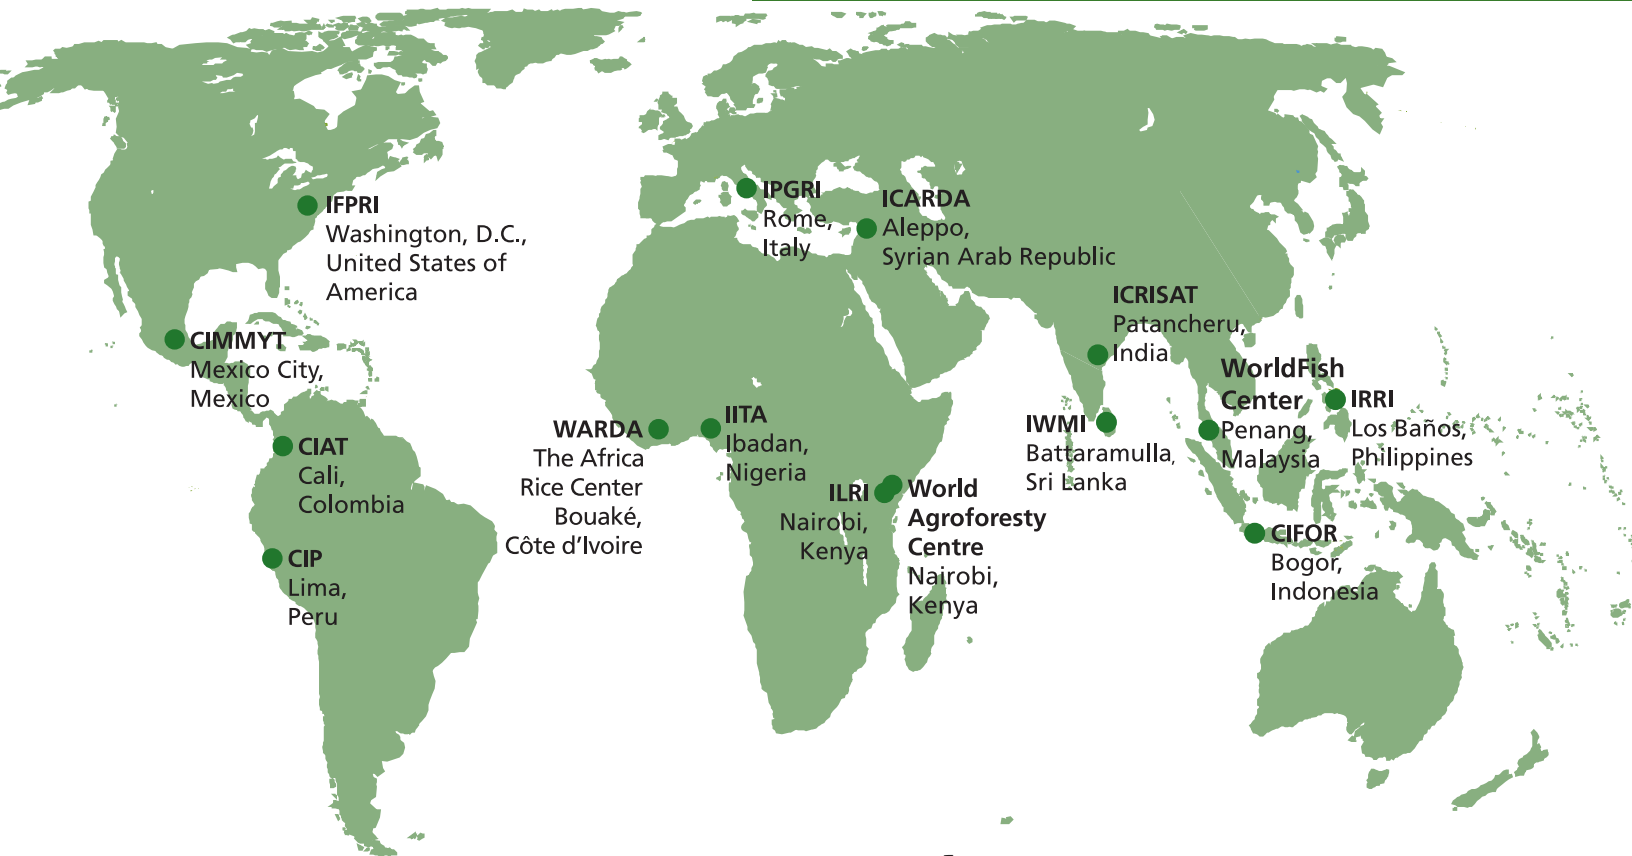 IFPRI
Washington, D.C.,
United States of
America
CIMMYT
Mexico City,
Mexico
CIAT
Cali,
Colombia
CIP
Lima,
Peru
IPGRI
Rome,
Italy
ICARDA
Aleppo,
Syrian Arab Republic
WARDA
The Africa
Rice Center
Bouaké,
Côte d'Ivoire
IITA
Ibadan,
Nigeria
ILRI
Nairobi,
Kenya
World
Agroforesty
Centre
Nairobi,
Kenya
ICRISAT
Patancheru,
India
IWMI
Battaramulla,
Sri Lanka
WorldFish
Center
Penang,
Malaysia
IRRI
Los Baños,
Philippines
CIFOR
Bogor,
Indonesia